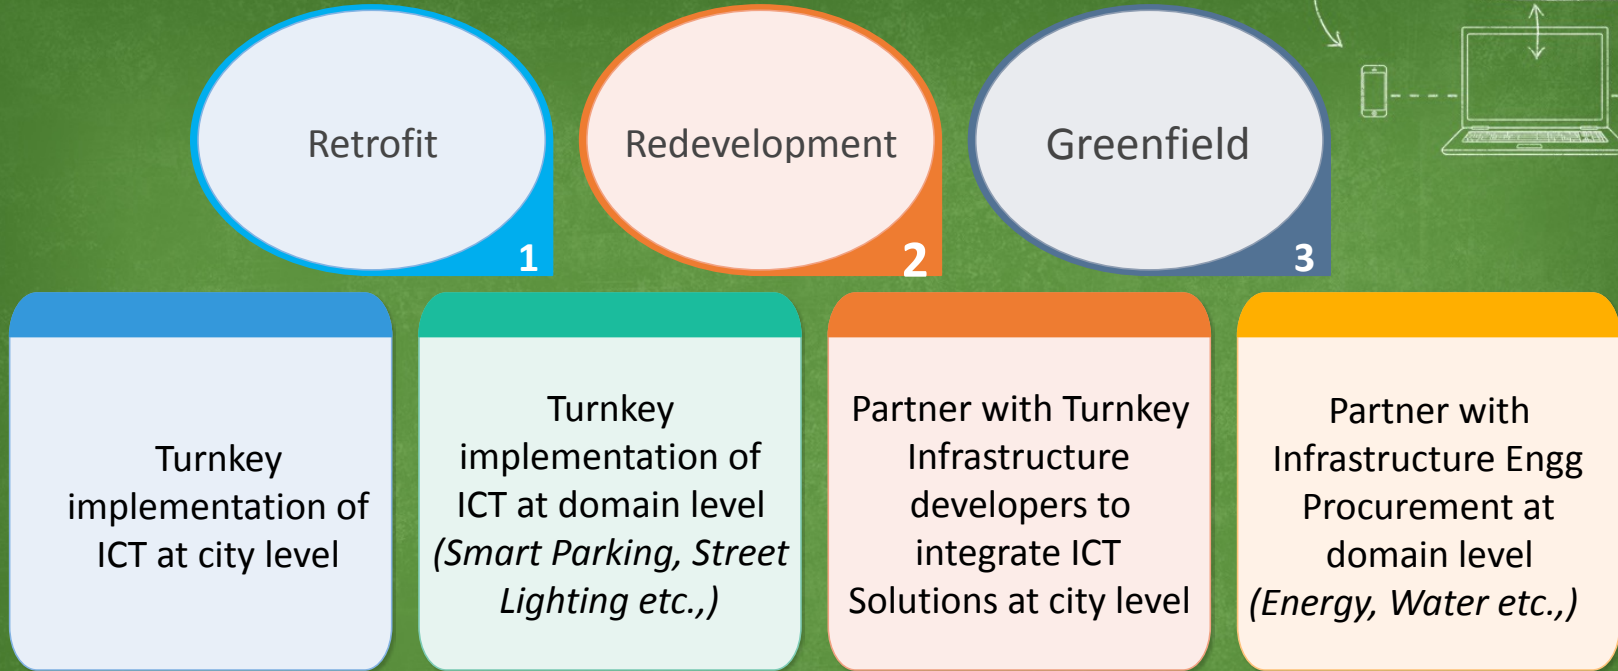 Retrofit
1
Redevelopment
2
Greenfield
3
Turnkey
implementation of
ICT at city level
Turnkey
implementation of
ICT at domain level
(Smart Parking, Street
Lighting etc.,)
Partner with Turnkey
Infrastructure
developers to
integrate ICT
Solutions at city level
Partner with
Infrastructure Engg
Procurement at
domain level
(Energy, Water etc.,)